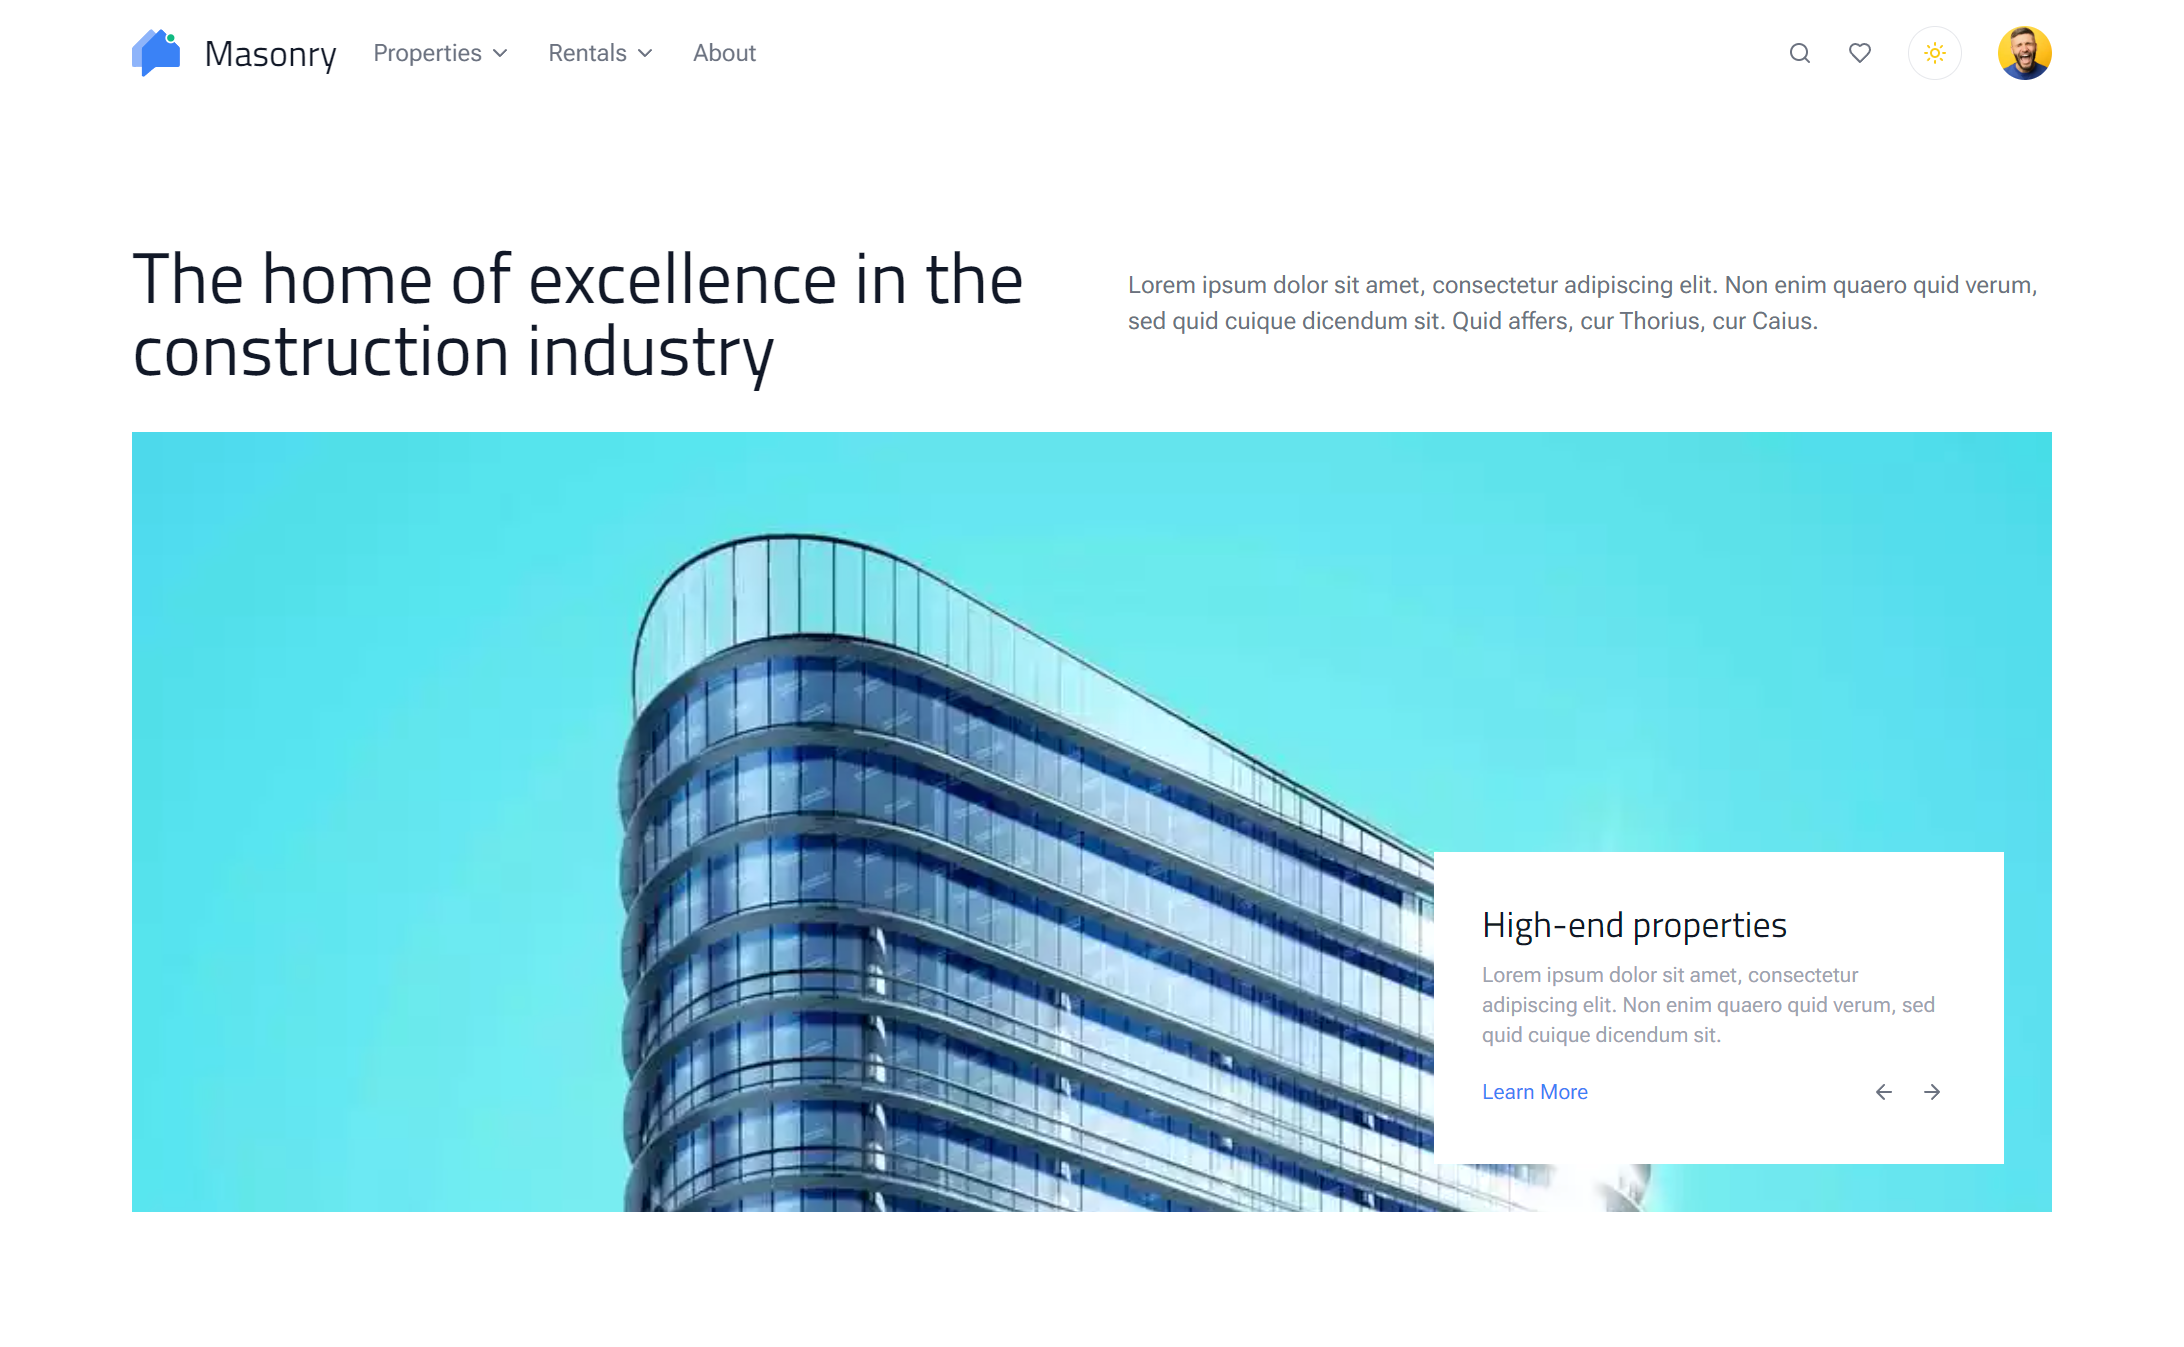 Masonry
Properties
Rentals
About
The home of excellence in the
construction industry
Lorem ipsum dolor sit amet, consectetur adipiscing elit. Non enim quaero quid verum,
sed quid cuique dicendum sit. Quid affers, cur Thorius, cur Caius.
High-end properties
Lorem ipsum dolor sit amet, consectetur
adipiscing elit. Non enim quaero quid verum, sed
quid cuique dicendum sit.
Learn More